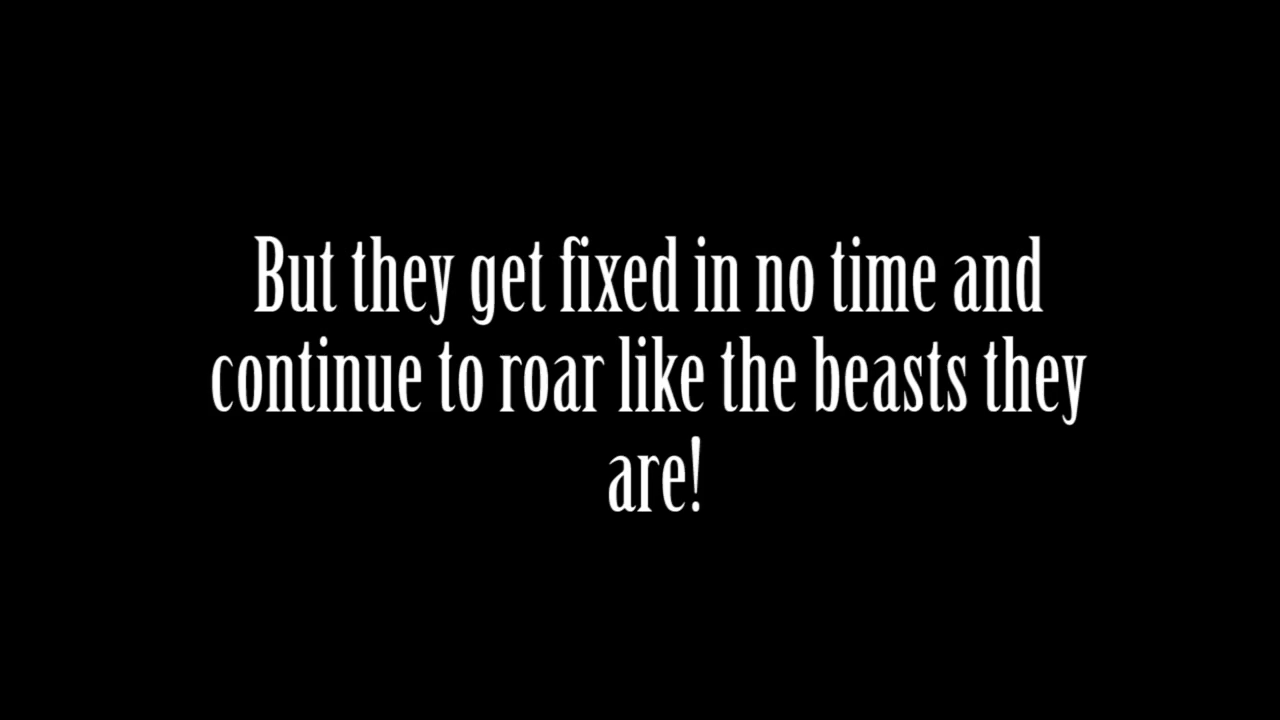 But they get fixed in no time and
continue to roar like the beasts they
are!